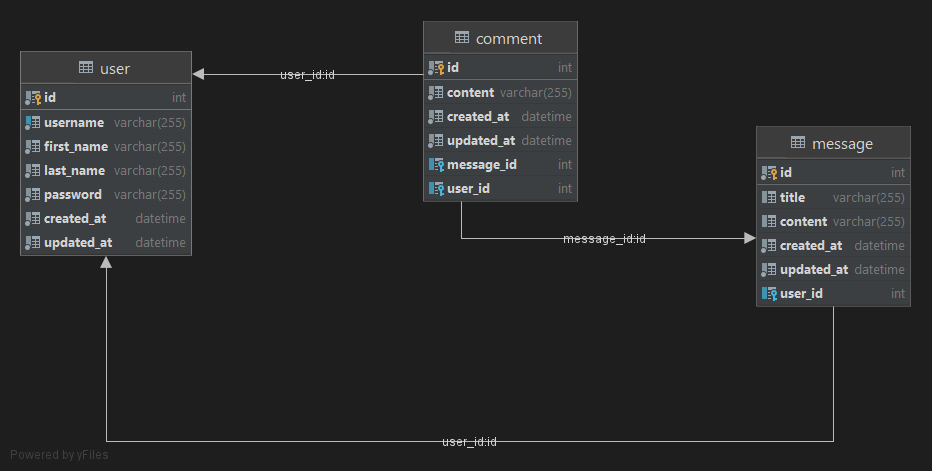 user
id int
username varchar(255)
first_name varchar(255)
last_name varchar(255)
password varchar(255)
created_at datetime
updated_at datetime
user_id:id
comment
id int
content varchar(255)
created_at datetime
updated_at datetime
message_id int
user_id int
message_id:id
message
id int
title varchar(255)
content varchar(255)
created_at datetime
updated_at datetime
user_id int
user_id:id
Powered by yFiles